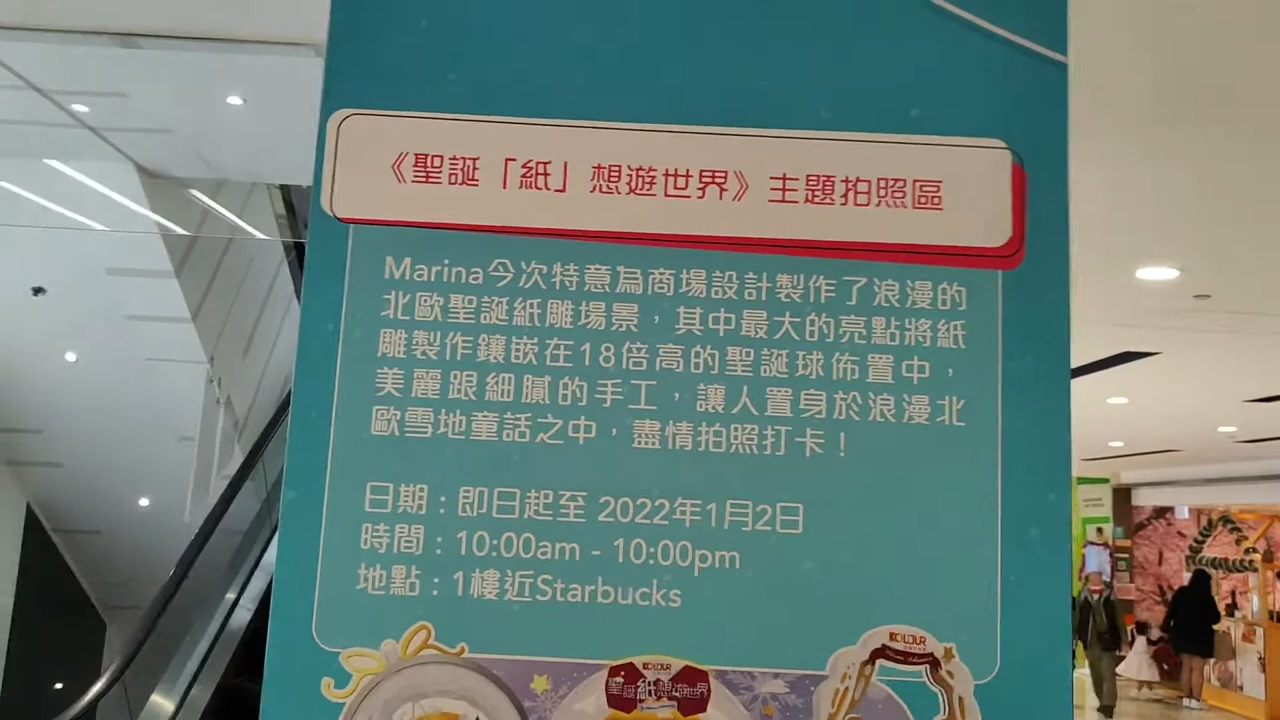 《聖誕「紙」想遊世界》主題拍照區
Marina今次特意為商場設計製作了浪漫的
北歐聖誕紙雕場景，其中最大的亮點將紙
雕製作鑲嵌在18倍高的聖誕球佈置中，
美麗跟細膩的手工，讓人置身於浪漫北
歐雪地童話之中，盡情拍照打卡！
日期：即日起至 2022年1月2日
時間：10:00am - 10:00pm
地點：1樓近Starbucks
KOLOUR
KOLOUR
聖誕紙想遊世界